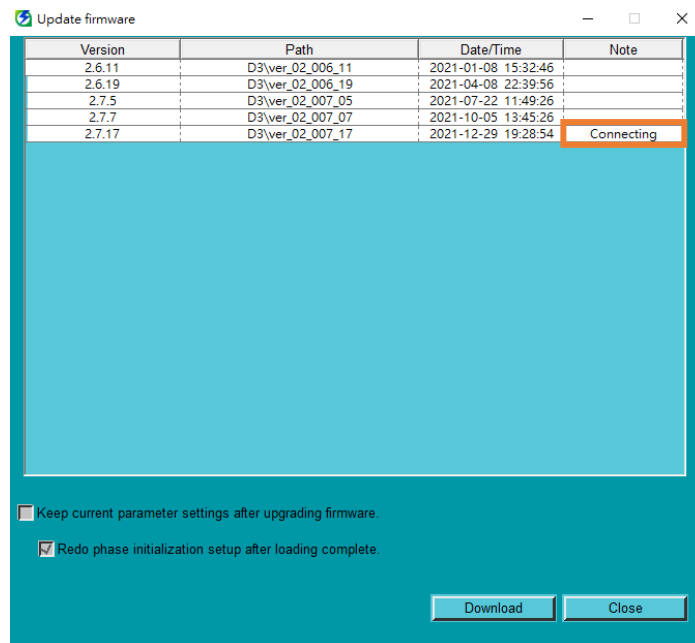 Update firmware
Version Path Date/Time Note
2.6.11 D3\ver_02_006_11 2021-01-08 15:32:46
2.6.19 D3\ver_02_006_19 2021-04-08 22:39:56
2.7.5 D3\ver_02_007_05 2021-07-22 11:49:26
2.7.7 D3\ver_02_007_07 2021-10-05 13:45:26
2.7.17 D3\ver_02_007_17 2021-12-29 19:28:54 Connecting
Keep current parameter settings after upgrading firmware.
Redo phase initialization setup after loading complete.
Download Close